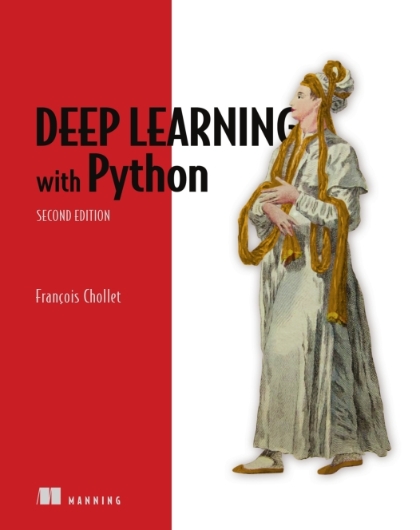 DEEP LEARNING
with Python
SECOND EDITION
François Chollet
MANNING